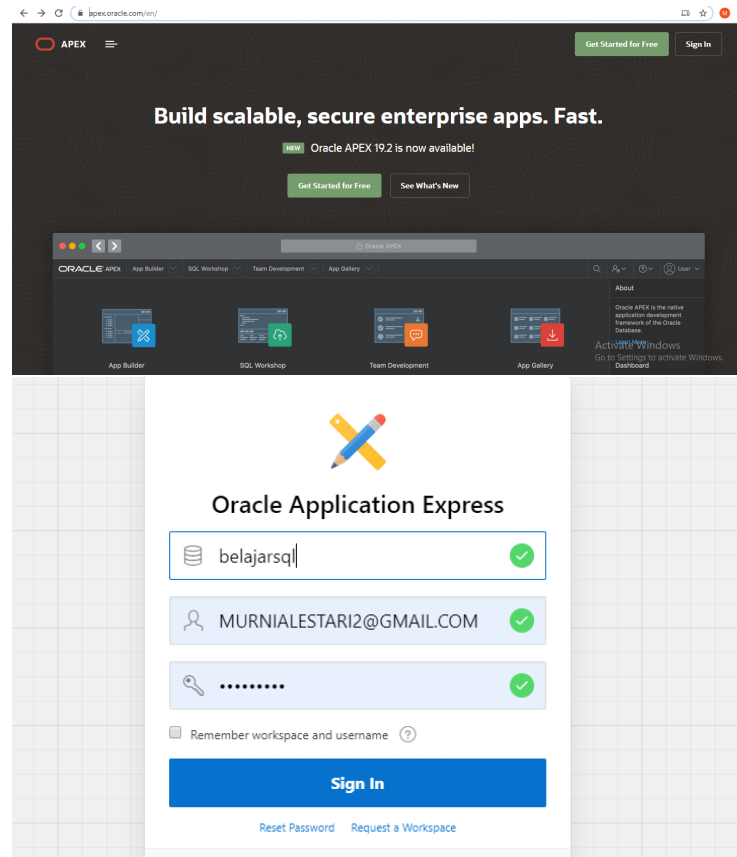 apex.oracle.com/en/
M
APEX
Get Started for Free
Sign In
Build scalable, secure enterprise apps. Fast.
NEW Oracle APEX 19.2 is now available!
Get Started for Free
See What's New
Oracle APEX
ORACLE APEX App Builder SQL Workshop Team Development App Gallery User
About
Oracle APEX is the native
application development
framework of the Oracle
Database.
Learn More
Activate Windows
Go to Settings to activate Windows.
App Builder
SQL Workshop
Team Development
App Gallery
Dashboard
Oracle Application Express
belajarsql
MURNIALESTARI2@GMAIL.COM
•••••••••
Remember workspace and username ?
Sign In
Reset Password Request a Workspace